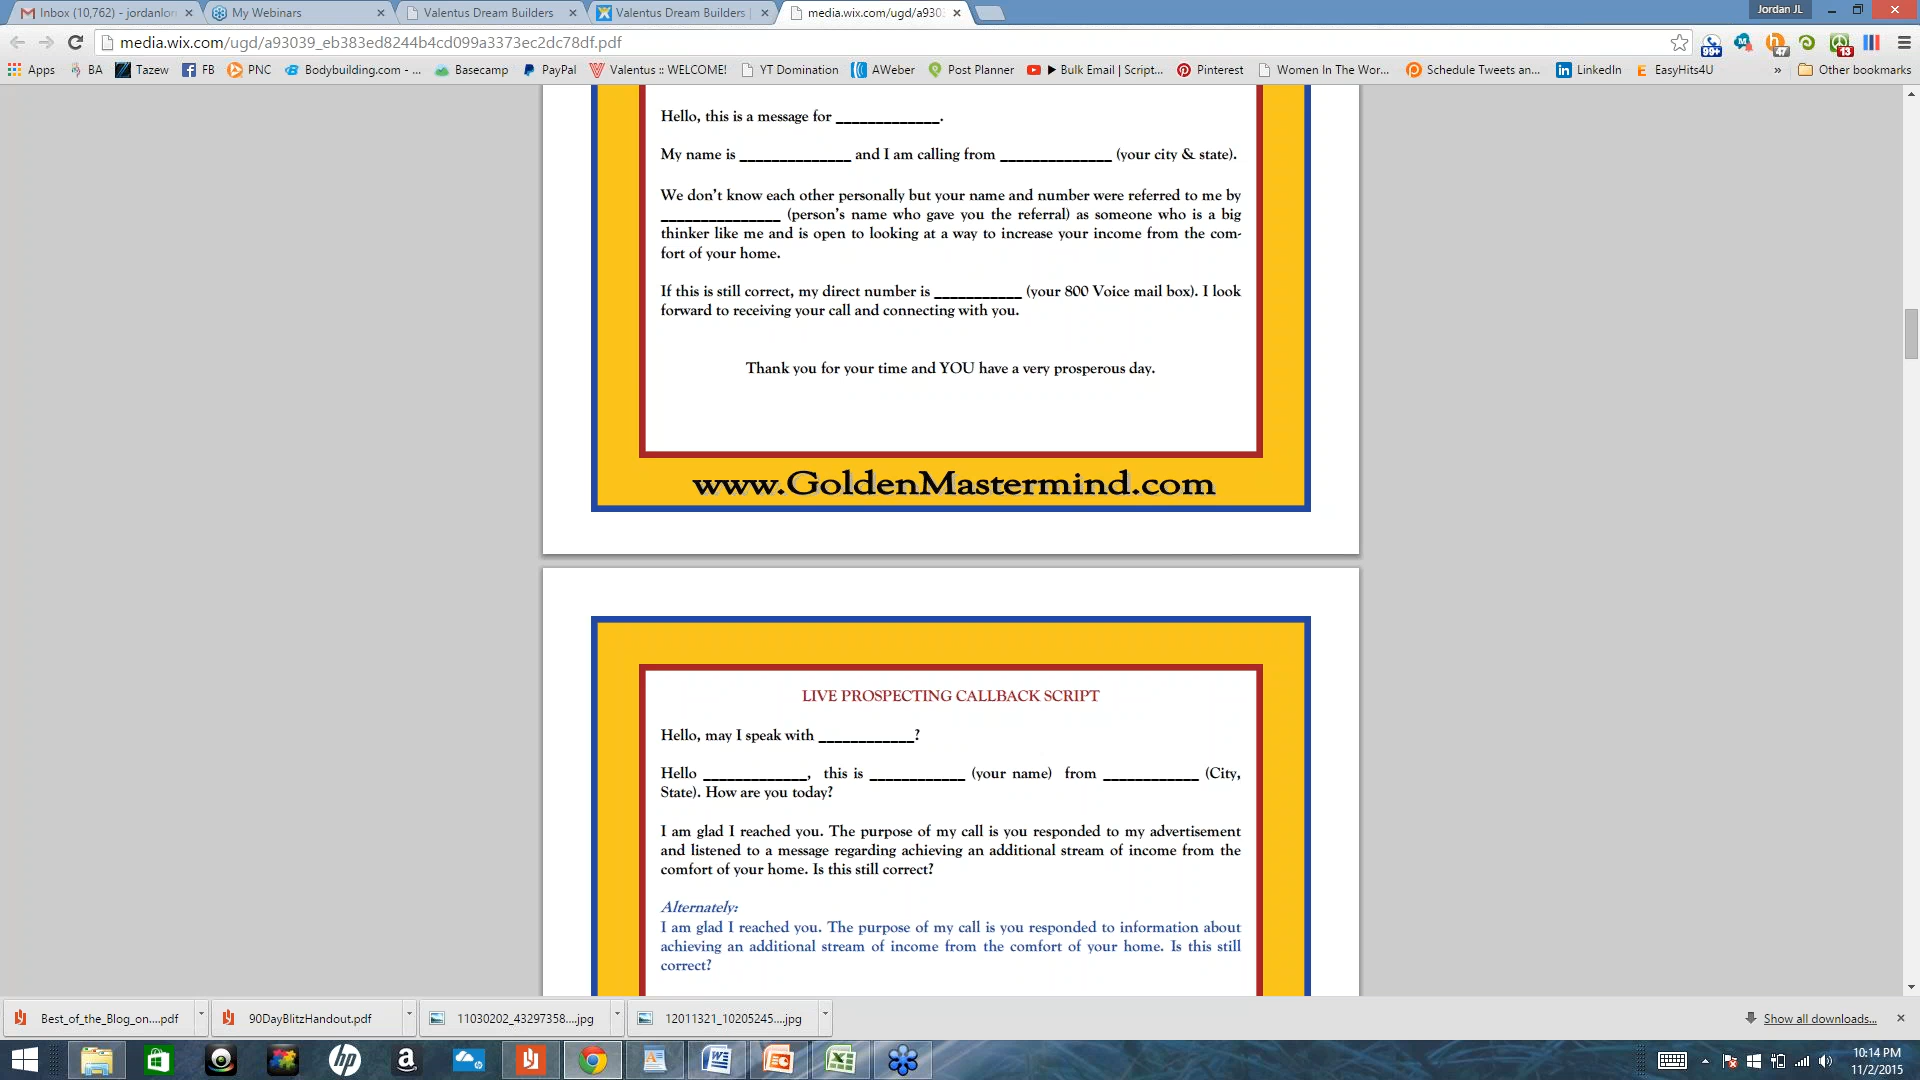 Inbox (10,762) - jordanlor
My Webinars
Valentus Dream Builders
Valentus Dream Builders |
media.wix.com/ugd/a9303
Jordan JL
media.wix.com/ugd/a93039_eb383ed8244b4cd099a3373ec2dc78df.pdf
99+
47
13
Apps
BA
Tazew
FB
PNC
Bodybuilding.com - ...
Basecamp
PayPal
Valentus :: WELCOME!
YT Domination
AWeber
Post Planner
► Bulk Email | Script...
Pinterest
Women In The Wor...
Schedule Tweets an...
LinkedIn
EasyHits4U
»
Other bookmarks
Hello, this is a message for _____________.
My name is ______________ and I am calling from ______________ (your city & state).
We don't know each other personally but your name and number were referred to me by
_______________ (person's name who gave you the referral) as someone who is a big
thinker like me and is open to looking at a way to increase your income from the com-
fort of your home.
If this is still correct, my direct number is ___________ (your 800 Voice mail box). I look
forward to receiving your call and connecting with you.
Thank you for your time and YOU have a very prosperous day.
www.GoldenMastermind.com
LIVE PROSPECTING CALLBACK SCRIPT
Hello, may I speak with ____________?
Hello _____________, this is ____________ (your name) from ____________ (City,
State). How are you today?
I am glad I reached you. The purpose of my call is you responded to my advertisement
and listened to a message regarding achieving an additional stream of income from the
comfort of your home. Is this still correct?
Alternately:
I am glad I reached you. The purpose of my call is you responded to information about
achieving an additional stream of income from the comfort of your home. Is this still
correct?
Best_of_the_Blog_on....pdf
90DayBlitzHandout.pdf
11030202_43297358....jpg
12011321_10205245....jpg
Show all downloads...
10:14 PM
11/2/2015